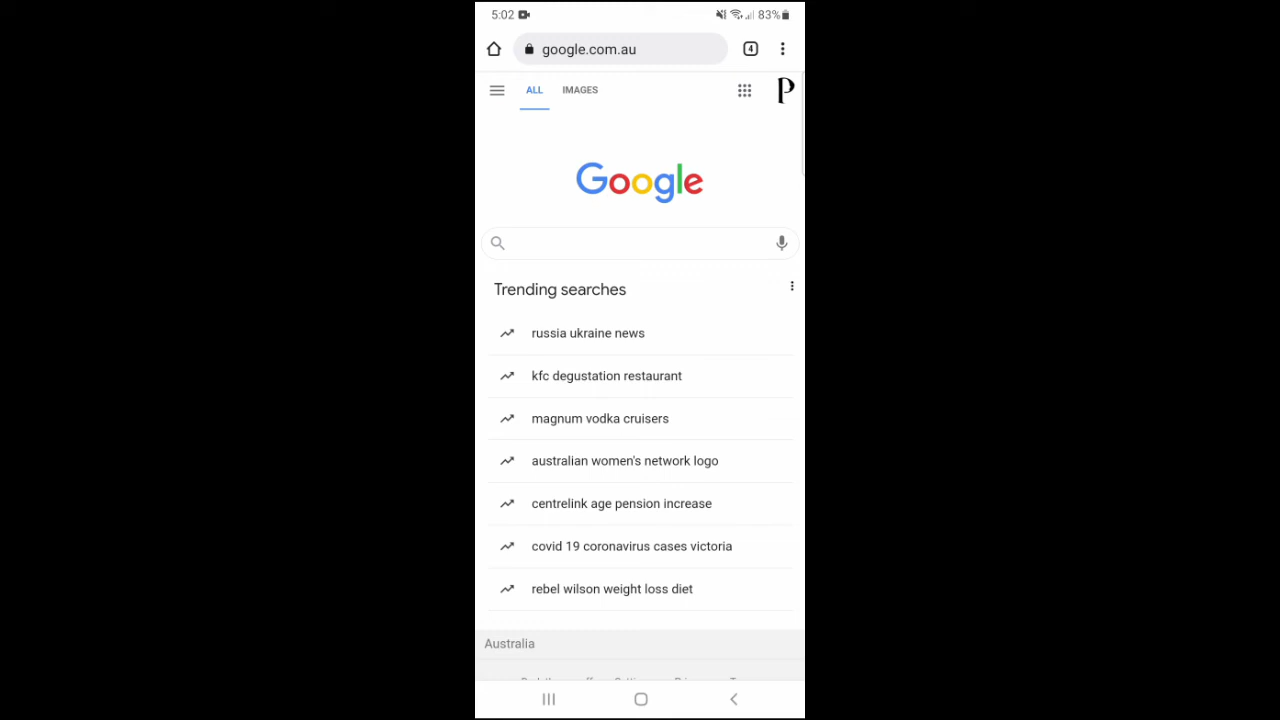 5:02 83%
google.com.au 4
ALL IMAGES P
Google
Trending searches
russia ukraine news
kfc degustation restaurant
magnum vodka cruisers
australian women's network logo
centrelink age pension increase
covid 19 coronavirus cases victoria
rebel wilson weight loss diet
Australia